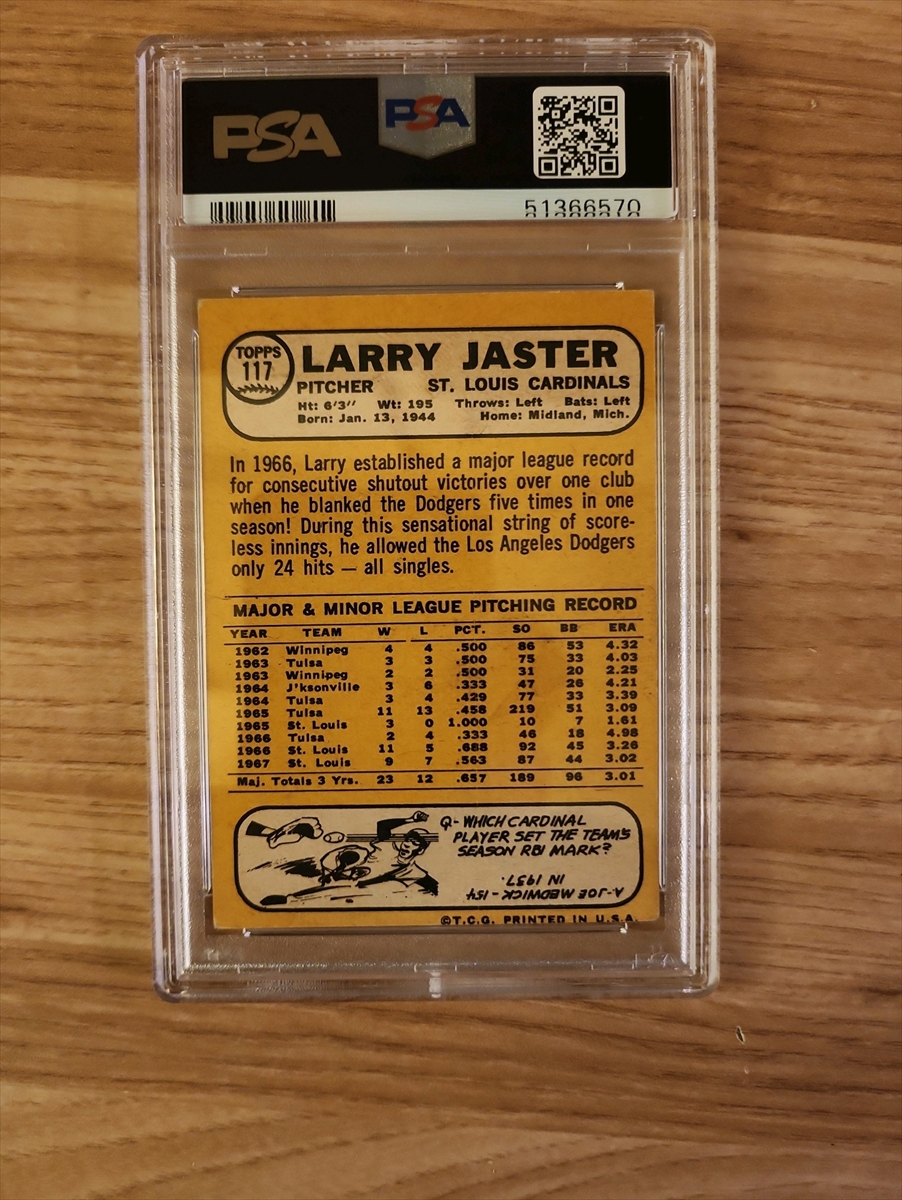 PSA PSA
51366570
TOPPS
117
LARRY JASTER
PITCHER ST. LOUIS CARDINALS
Ht: 6'3" Wt: 195 Throws: Left Bats: Left
Born: Jan. 13, 1944 Home: Midland, Mich.
In 1966, Larry established a major league record
for consecutive shutout victories over one club
when he blanked the Dodgers five times in one
season! During this sensational string of score-
less innings, he allowed the Los Angeles Dodgers
only 24 hits — all singles.
MAJOR & MINOR LEAGUE PITCHING RECORD
YEAR TEAM W L PCT. SO BB ERA
1962 Winnipeg 4 4 .500 86 53 4.32
1963 Tulsa 3 3 .500 75 33 4.03
1963 Winnipeg 2 2 .500 31 20 2.25
1964 J'ksonville 3 6 .333 47 26 4.21
1964 Tulsa 3 4 .429 77 33 3.39
1965 Tulsa 11 13 .458 219 51 3.09
1965 St. Louis 3 0 1.000 10 7 1.61
1966 Tulsa 2 4 .333 46 18 4.98
1966 St. Louis 11 5 .688 92 45 3.26
1967 St. Louis 9 7 .563 87 44 3.02
Maj. Totals 3 Yrs. 23 12 .657 189 96 3.01
Q- WHICH CARDINAL
PLAYER SET THE TEAM'S
SEASON RBI MARK?
A- JOE MEDWICK - 154
IN 1937.
©T.C.G. PRINTED IN U.S.A.